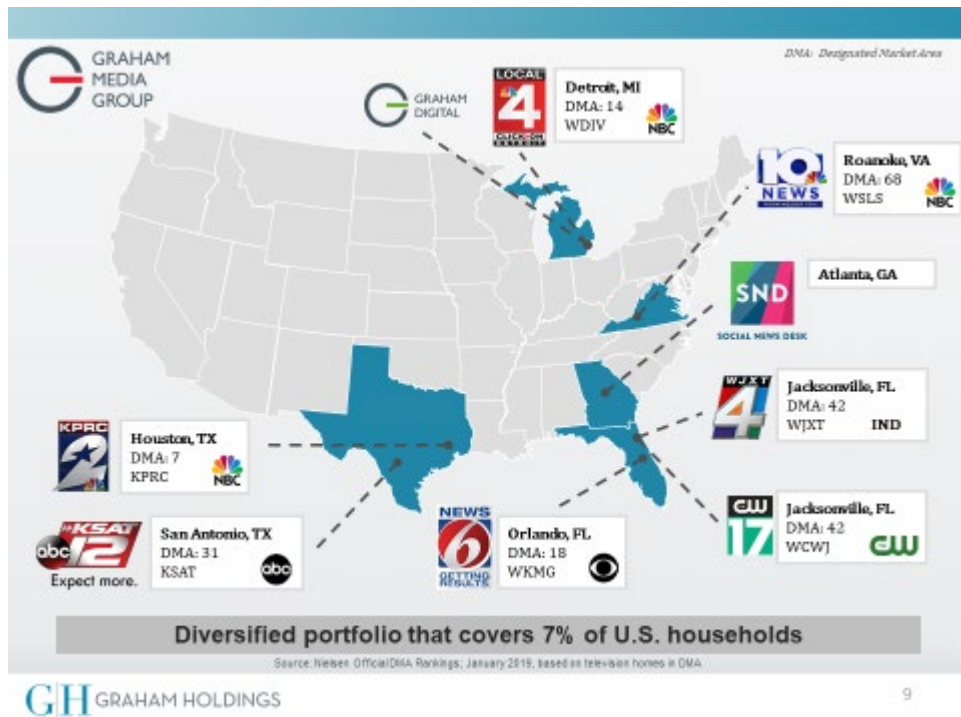 GRAHAM
MEDIA
GROUP
DMA: Designated Market Area
GRAHAM
DIGITAL
LOCAL
4
CLICK ON
DETROIT
Detroit, MI
DMA: 14
WDIV
NBC
10
NEWS
Roanoke, VA
DMA: 68
WSLS
NBC
SND
SOCIAL NEWS DESK
Atlanta, GA
WJXT
4
Jacksonville, FL
DMA: 42
WJXT IND
KPRC
2
Houston, TX
DMA: 7
KPRC
NBC
CW
17
Jacksonville, FL
DMA: 42
WCWJ
CW
KSAT
abc 12
Expect more.
San Antonio, TX
DMA: 31
KSAT
abc
NEWS
6
GETTING
RESULTS
Orlando, FL
DMA: 18
WKMG
Diversified portfolio that covers 7% of U.S. households
Source: Nielsen Official DMA Rankings; January 2019, based on television homes in DMA
GH GRAHAM HOLDINGS
9